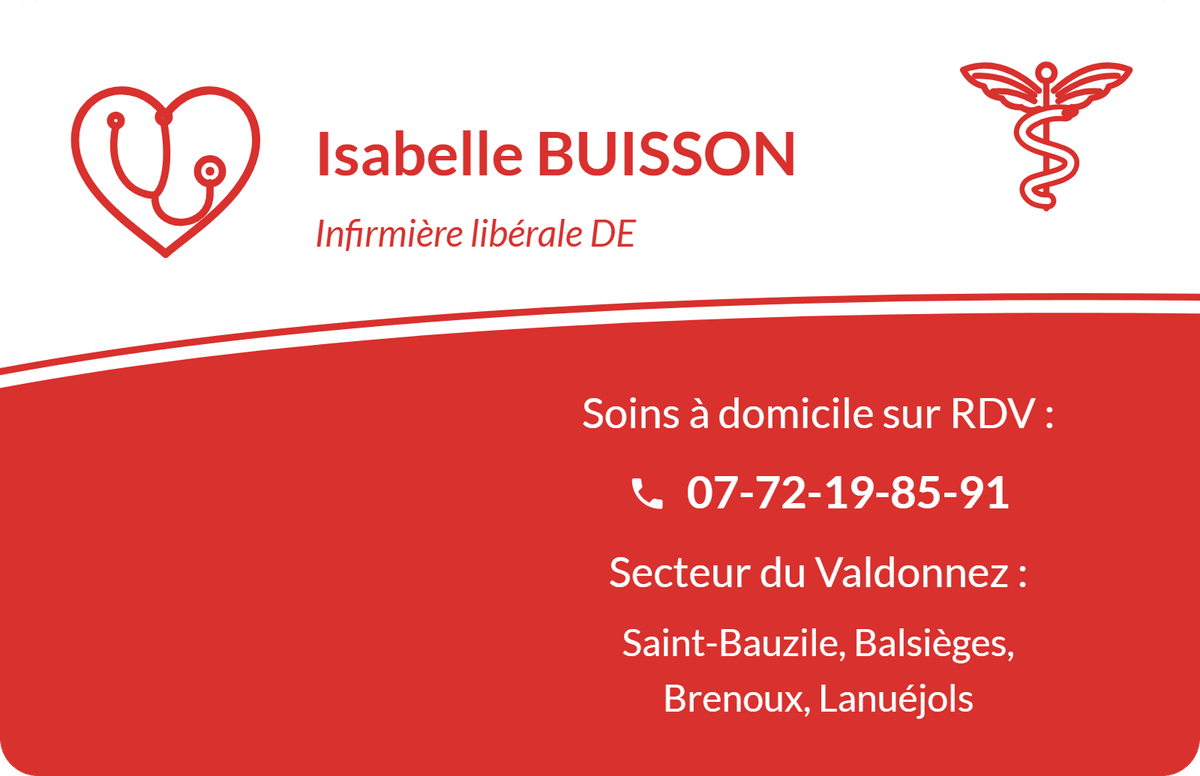 Isabelle BUISSON
Infirmière libérale DE
Soins à domicile sur RDV :
07-72-19-85-91
Secteur du Valdonnez :
Saint-Bauzile, Balsièges,
Brenoux, Lanuéjols